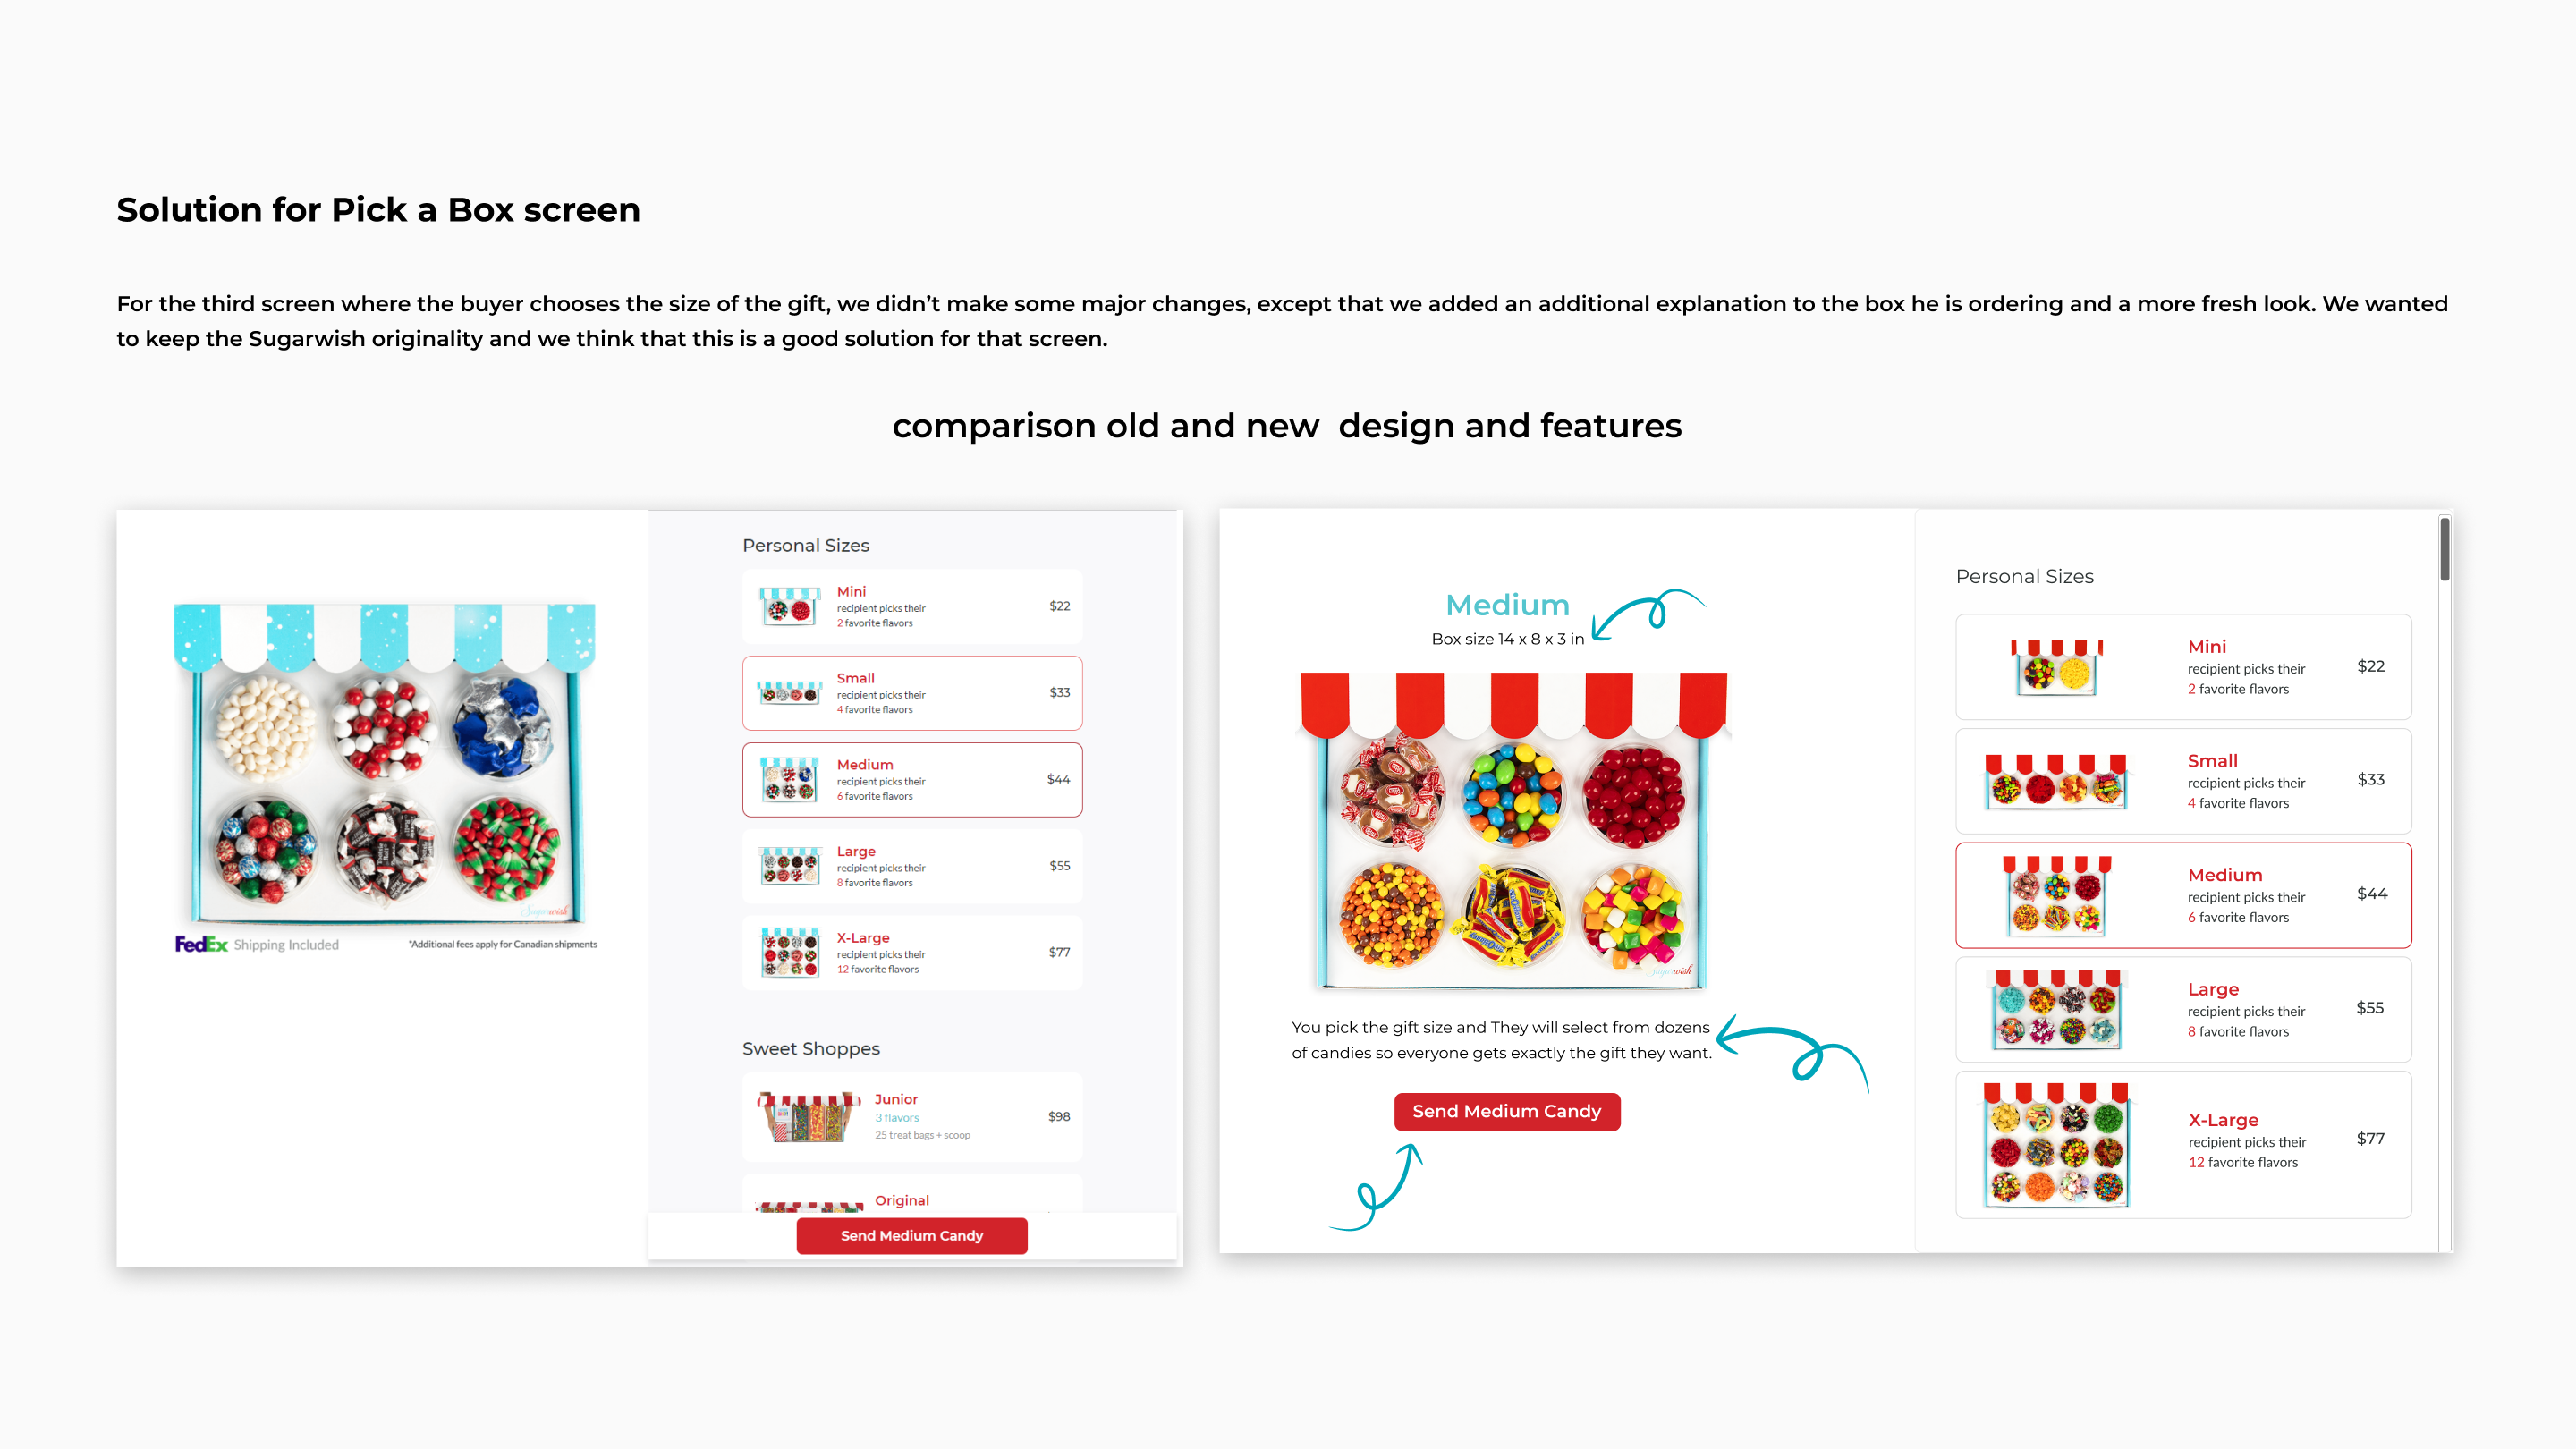 Solution for Pick a Box screen
For the third screen where the buyer chooses the size of the gift, we didn’t make some major changes, except that we added an additional explanation to the box he is ordering and a more fresh look. We wanted
to keep the Sugarwish originality and we think that this is a good solution for that screen.
comparison old and new  design and features
Sugarwish
FedEx Shipping Included
*Additional fees apply for Canadian shipments
Personal Sizes
Mini
recipient picks their
2 favorite flavors
$22
Small
recipient picks their
4 favorite flavors
$33
Medium
recipient picks their
6 favorite flavors
$44
Large
recipient picks their
8 favorite flavors
$55
X-Large
recipient picks their
12 favorite flavors
$77
Sweet Shoppes
Junior
3 flavors
25 treat bags + scoop
$98
Original
Send Medium Candy
Medium
Box size 14 x 8 x 3 in
Sugarwish
You pick the gift size and They will select from dozens
of candies so everyone gets exactly the gift they want.
Send Medium Candy
Personal Sizes
Mini
recipient picks their
2 favorite flavors
$22
Small
recipient picks their
4 favorite flavors
$33
Medium
recipient picks their
6 favorite flavors
$44
Large
recipient picks their
8 favorite flavors
$55
X-Large
recipient picks their
12 favorite flavors
$77